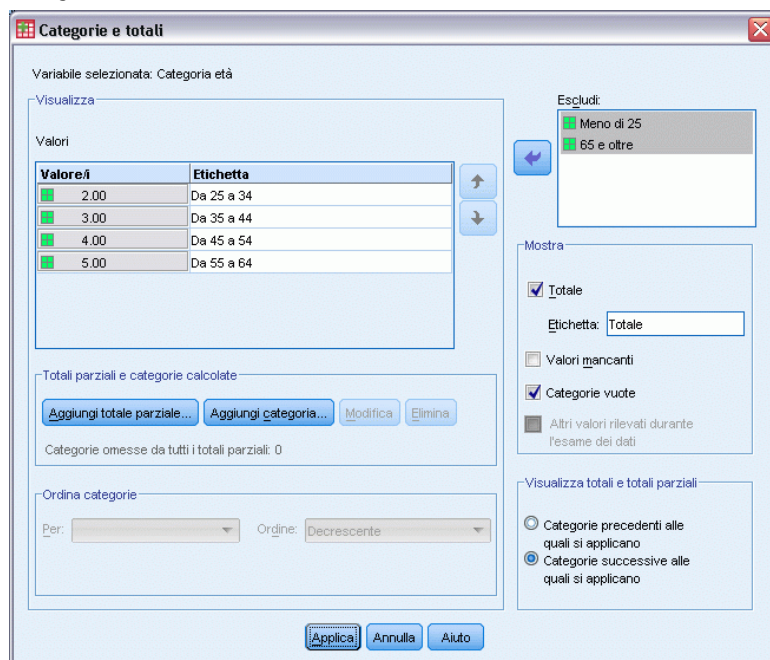 Categorie e totali
Variabile selezionata: Categoria età
Visualizza
Valori
Valore/i Etichetta
2.00 Da 25 a 34
3.00 Da 35 a 44
4.00 Da 45 a 54
5.00 Da 55 a 64
Totali parziali e categorie calcolate
Aggiungi totale parziale... Aggiungi categoria... Modifica Elimina
Categorie omesse da tutti i totali parziali: 0
Ordina categorie
Per: Ordine: Decrescente
Escludi:
Meno di 25
65 e oltre
Mostra
Totale
Etichetta: Totale
Valori mancanti
Categorie vuote
Altri valori rilevati durante
l'esame dei dati
Visualizza totali e totali parziali
Categorie precedenti alle
quali si applicano
Categorie successive alle
quali si applicano
Applica Annulla Aiuto